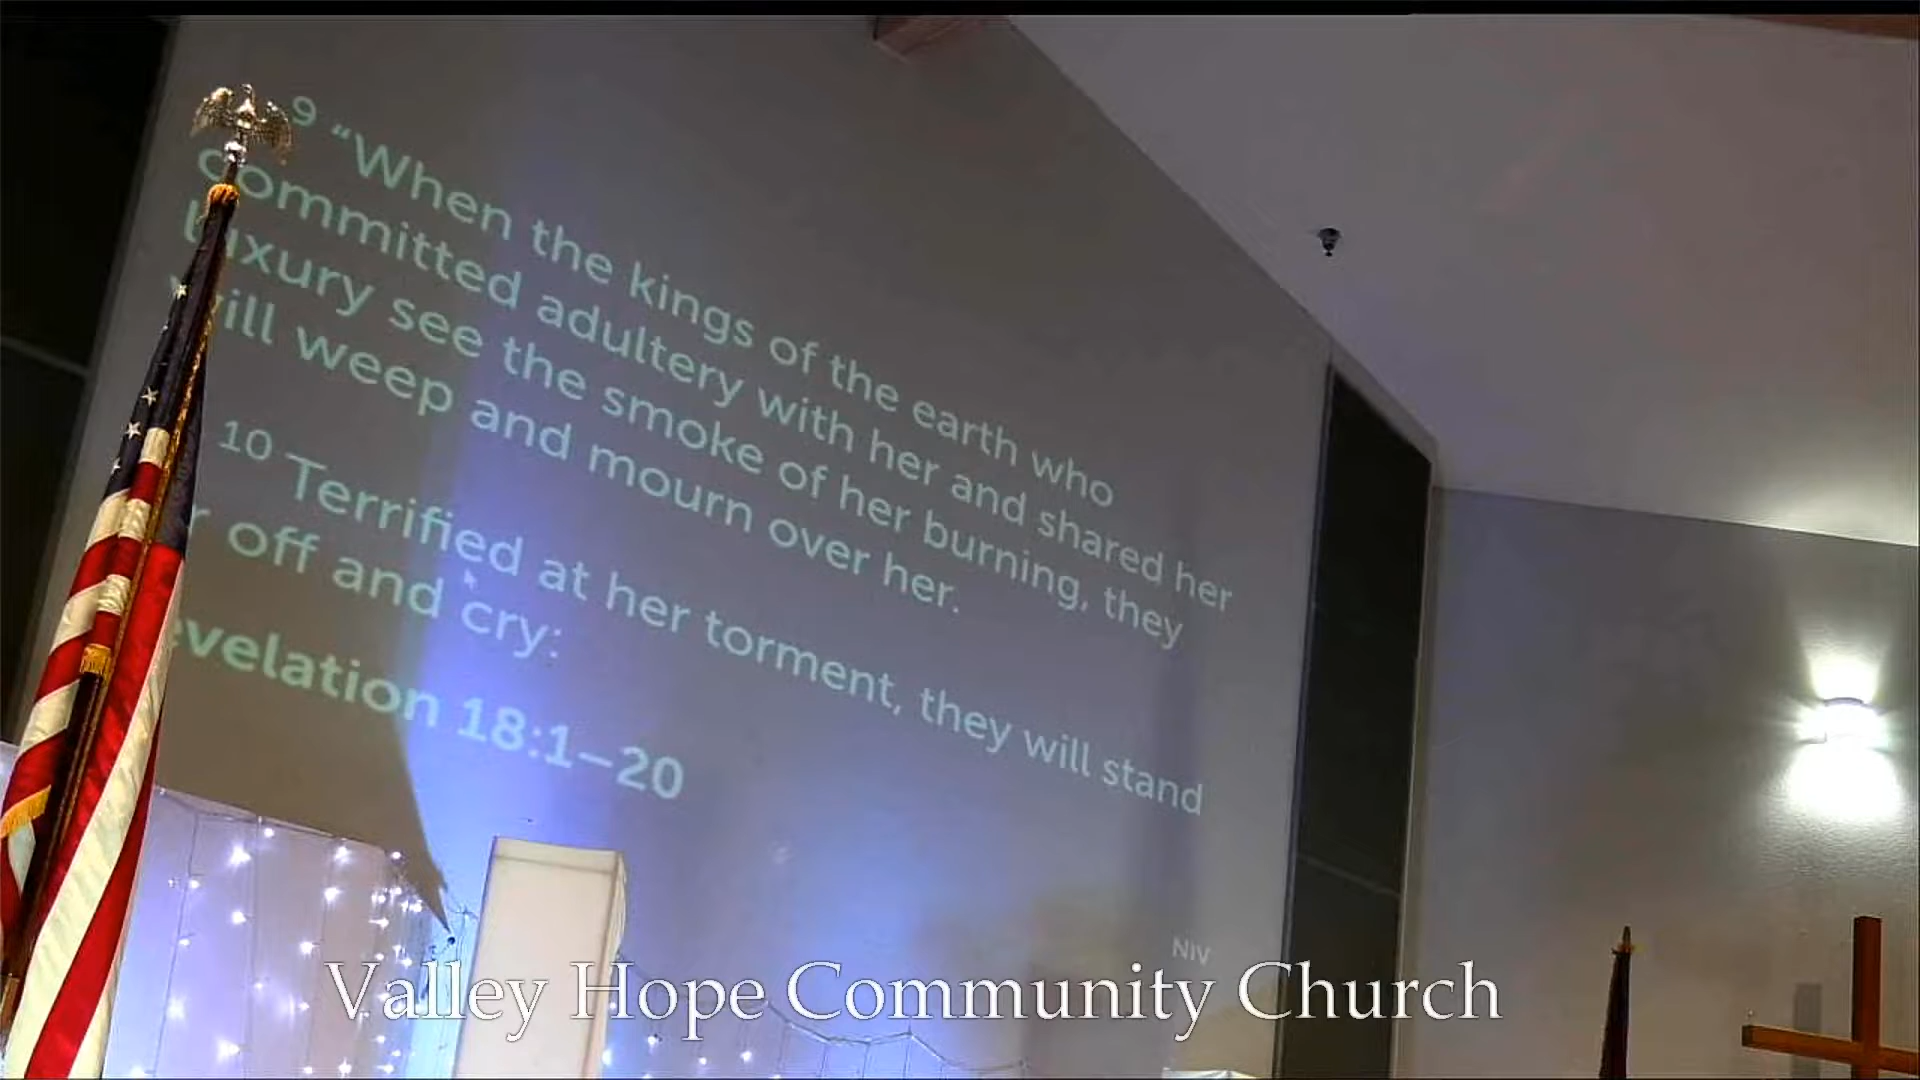 9 “When the kings of the earth who
committed adultery with her and shared her
luxury see the smoke of her burning, they
will weep and mourn over her.
10 Terrified at her torment, they will stand
off and cry:
Revelation 18:1–20
NIV
Valley Hope Community Church